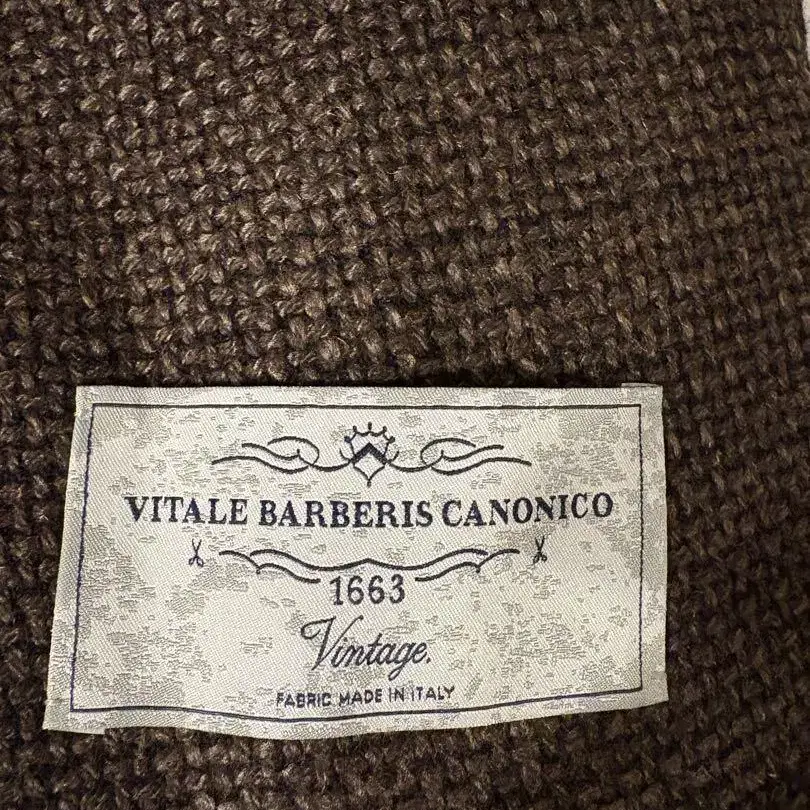 VITALE BARBERIS CANONICO
1663
Vintage.
FABRIC MADE IN ITALY